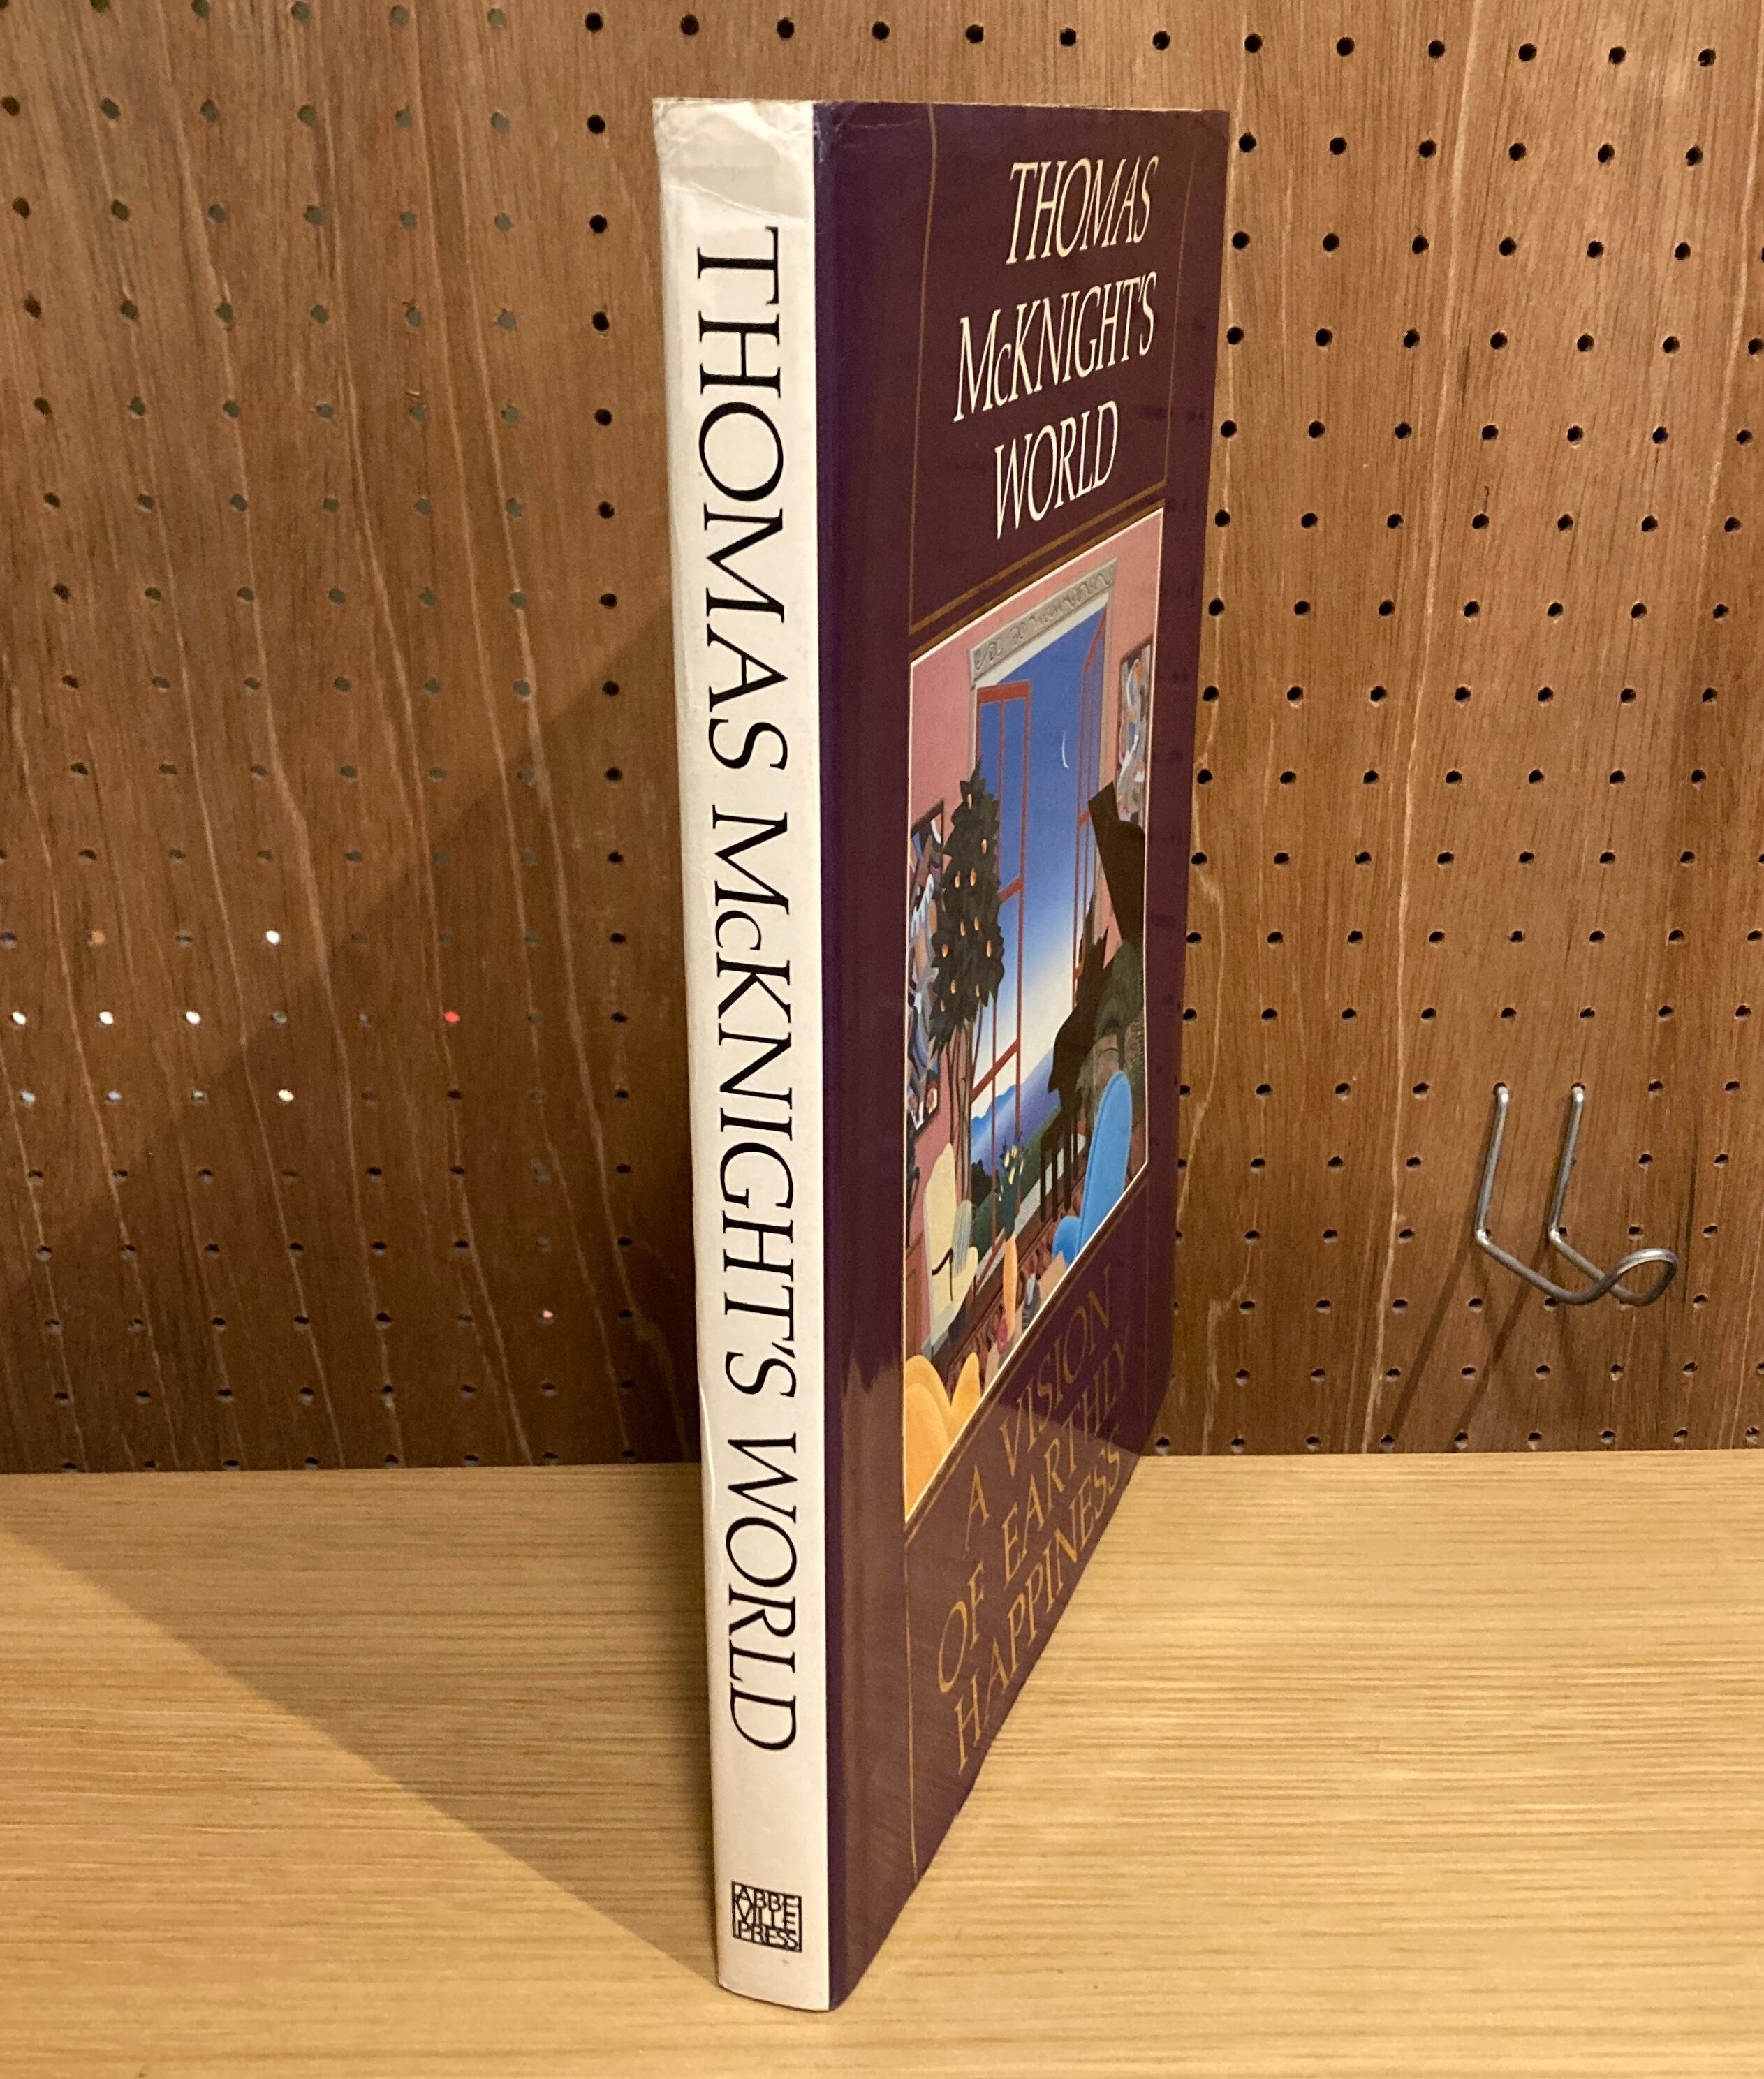 THOMAS McKNIGHT'S WORLD
ABBE
VILLE
PRESS
THOMAS
McKNIGHT'S
WORLD
A VISION
OF EARTHLY
HAPPINESS